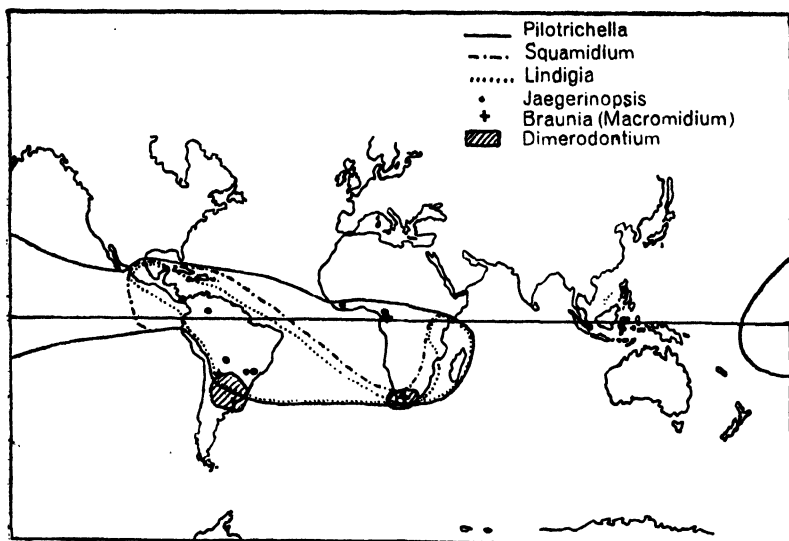 Pilotrichella
Squamidium
Lindigia
Jaegerinopsis
Braunia (Macromidium)
Dimerodontium